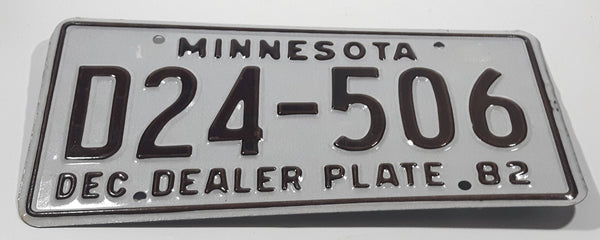 MINNESOTA
D24-506
DEC. DEALER PLATE .82